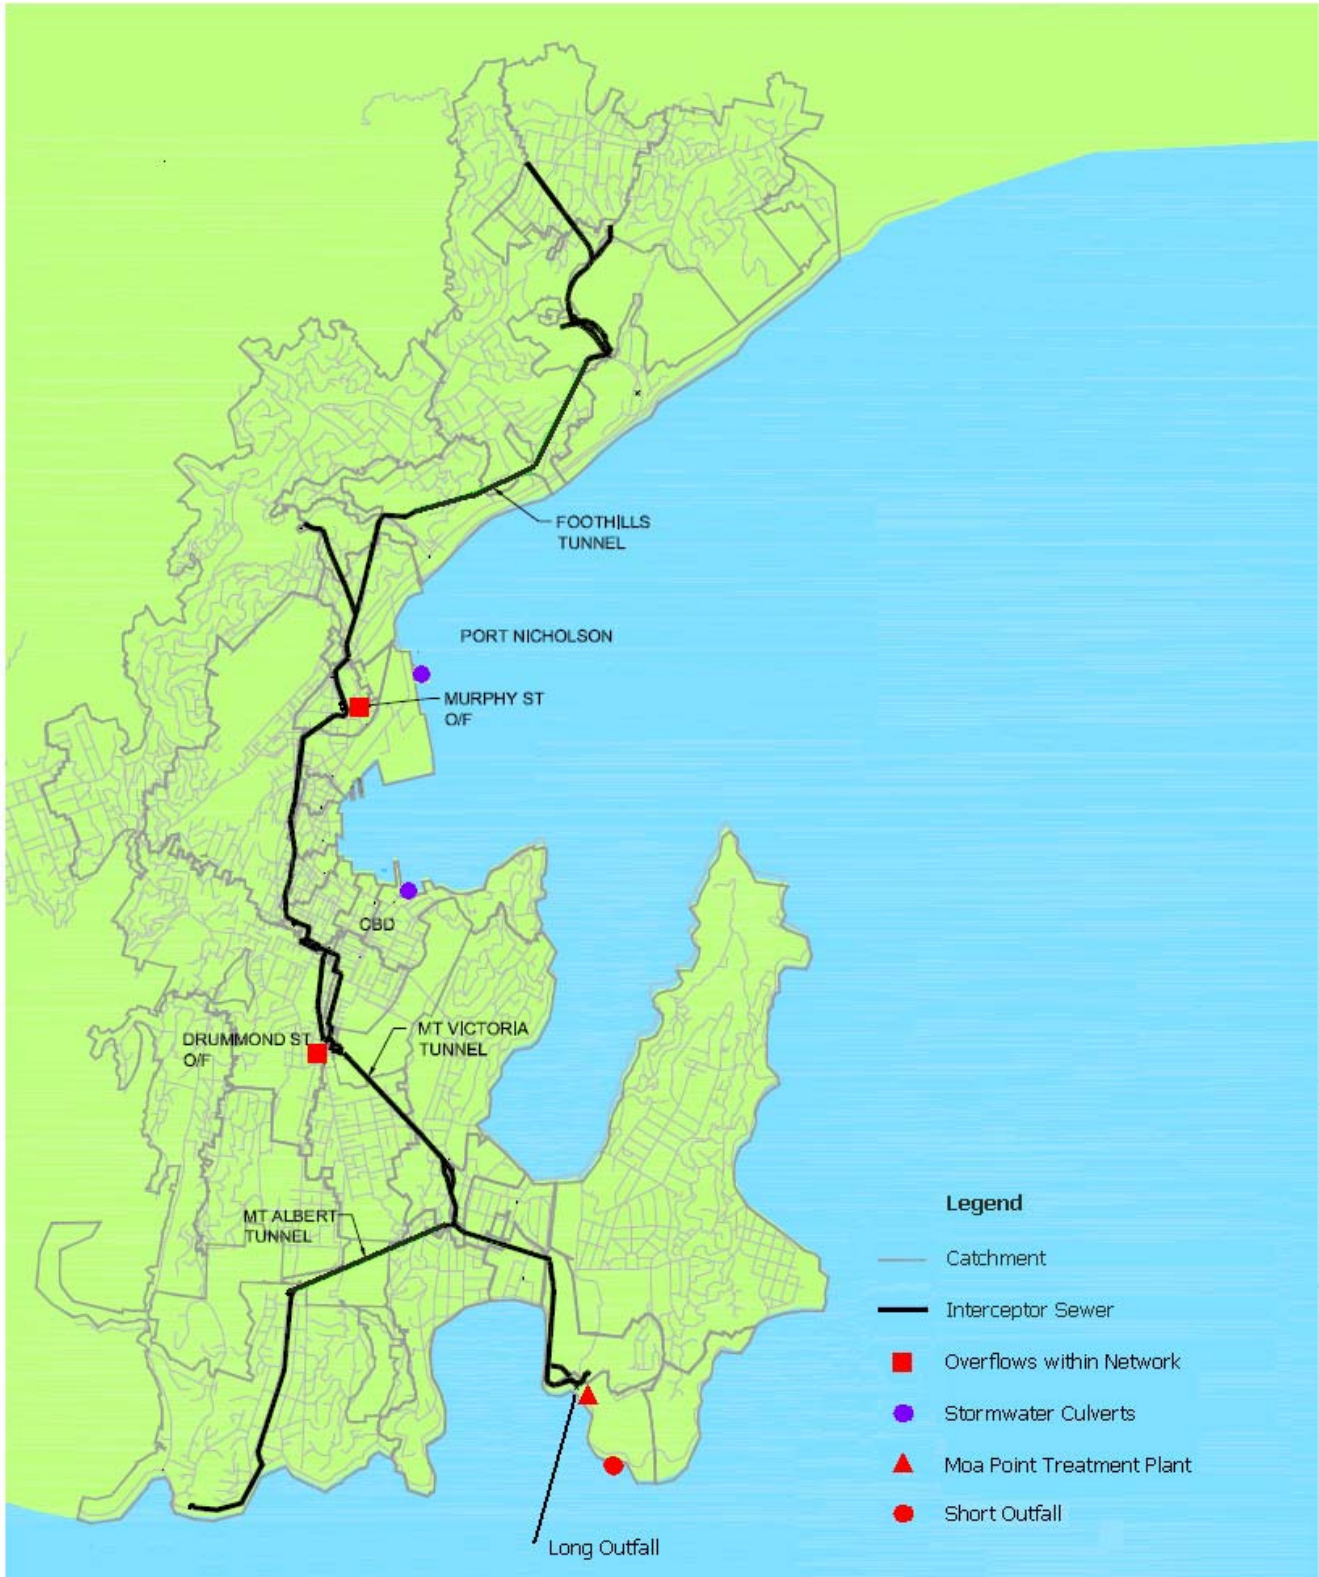 FOOTHILLS
TUNNEL
PORT NICHOLSON
MURPHY ST
O/F
CBD
DRUMMOND ST
O/F
MT VICTORIA
TUNNEL
MT ALBERT
TUNNEL
Long Outfall
Legend
Catchment
Interceptor Sewer
Overflows within Network
Stormwater Culverts
Moa Point Treatment Plant
Short Outfall